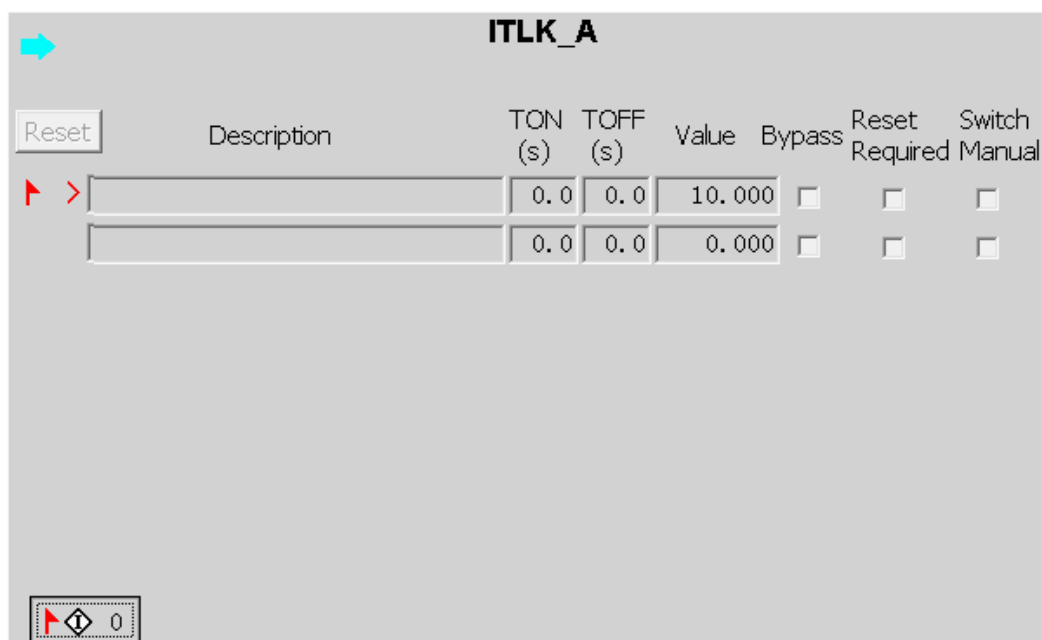 ITLK_A
Reset Description TON (s) TOFF (s) Value Bypass Reset Required Switch Manual
> 0.0 0.0 10.000
0.0 0.0 0.000
I 0